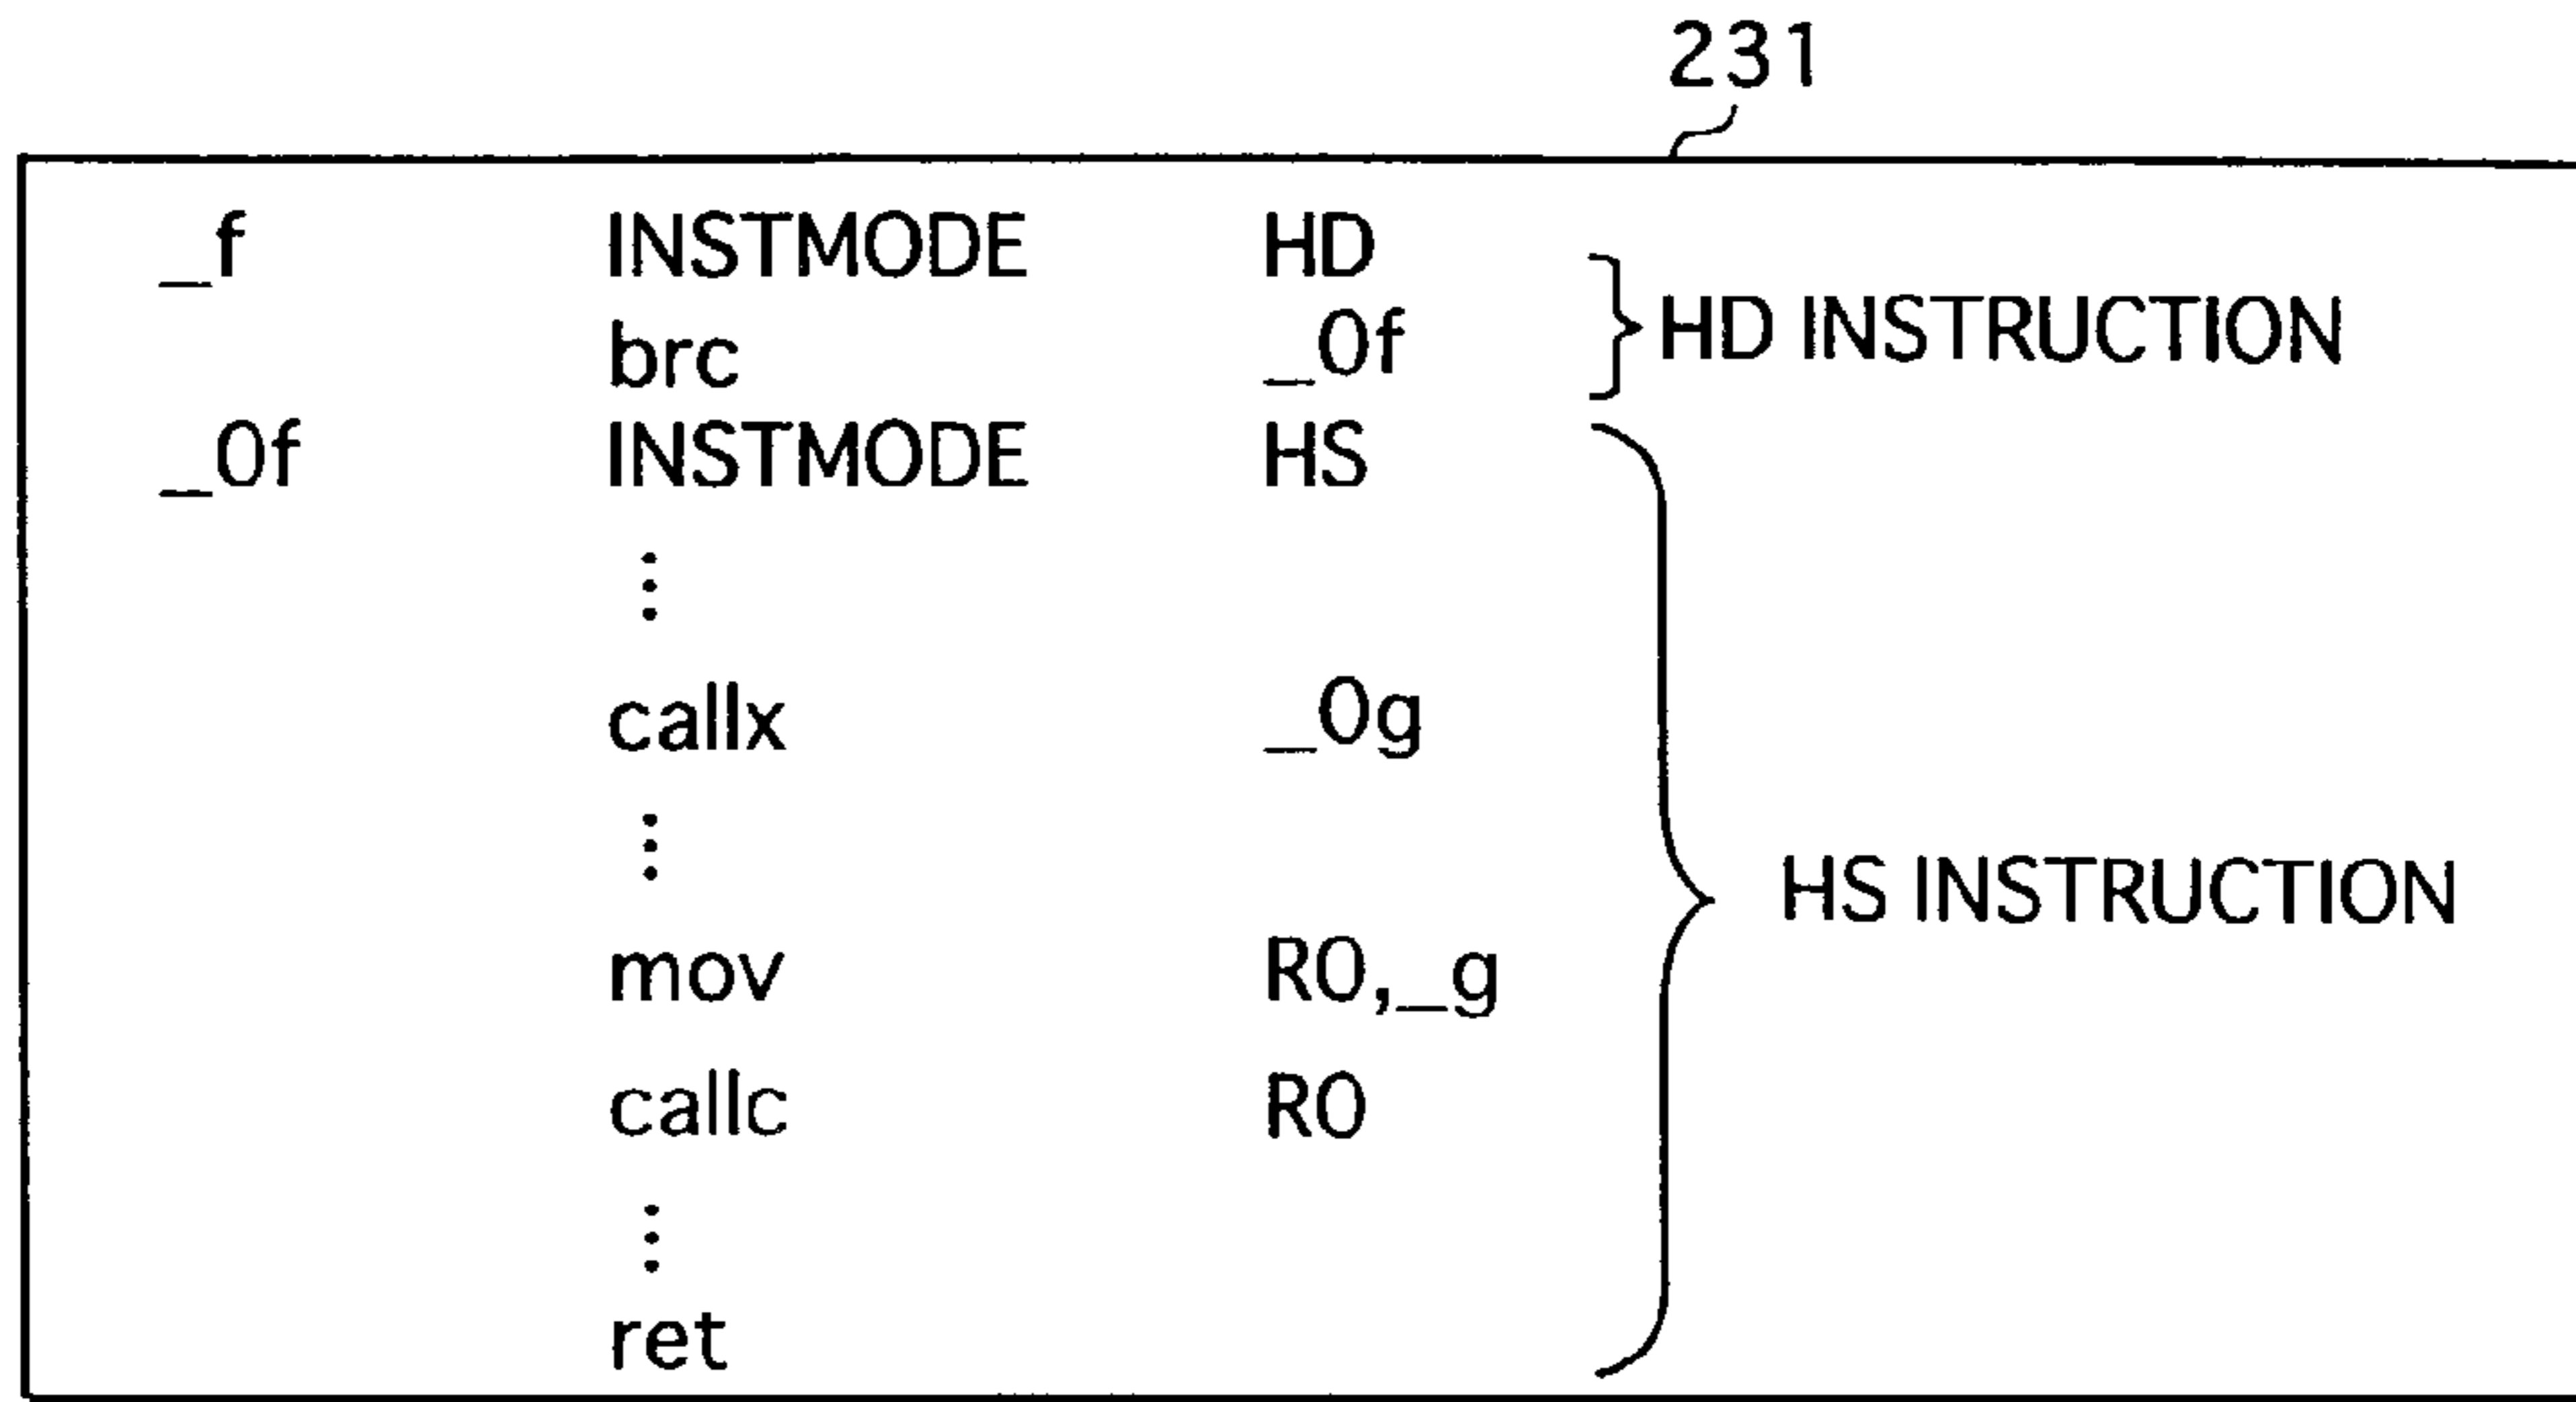 231
_f INSTMODE HD
brc _0f
HD INSTRUCTION
_0f INSTMODE HS
⋮
callx _0g
⋮
mov R0,_g
callc R0
⋮
ret
HS INSTRUCTION